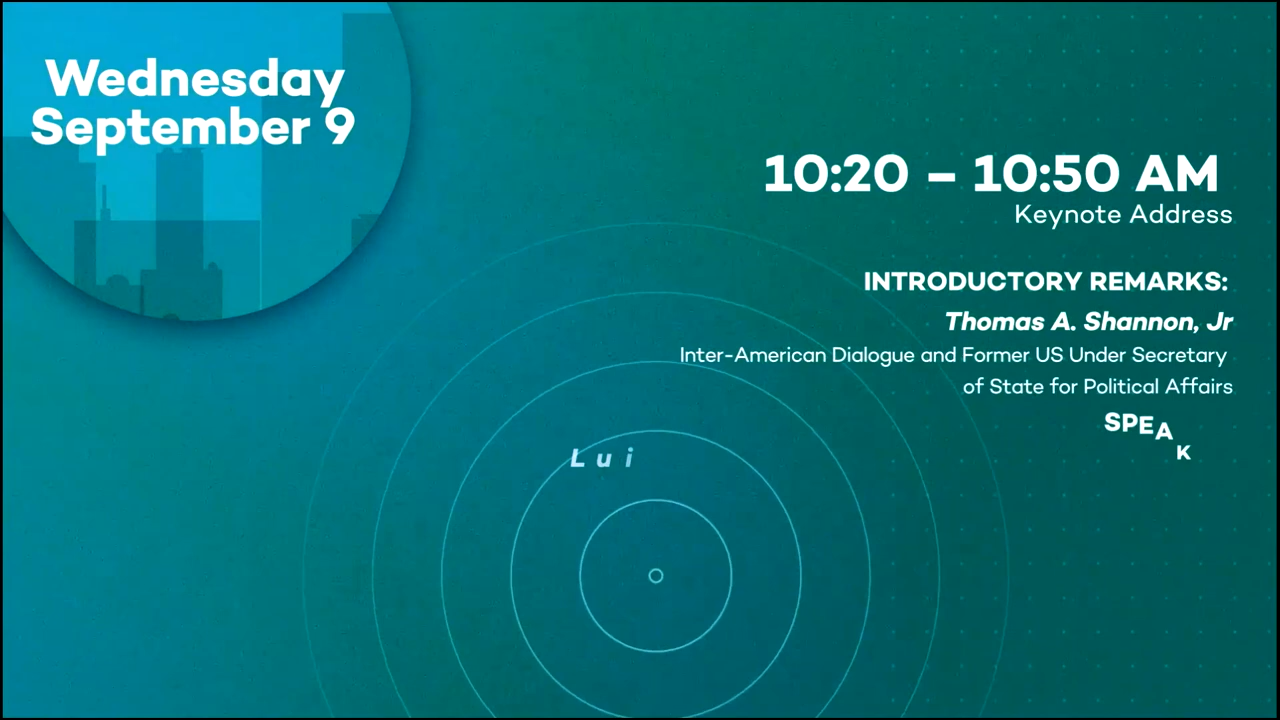 Wednesday
September 9
10:20 – 10:50 AM
Keynote Address
INTRODUCTORY REMARKS:
Thomas A. Shannon, Jr
Inter-American Dialogue and Former US Under Secretary
of State for Political Affairs
SPEAK
Lui